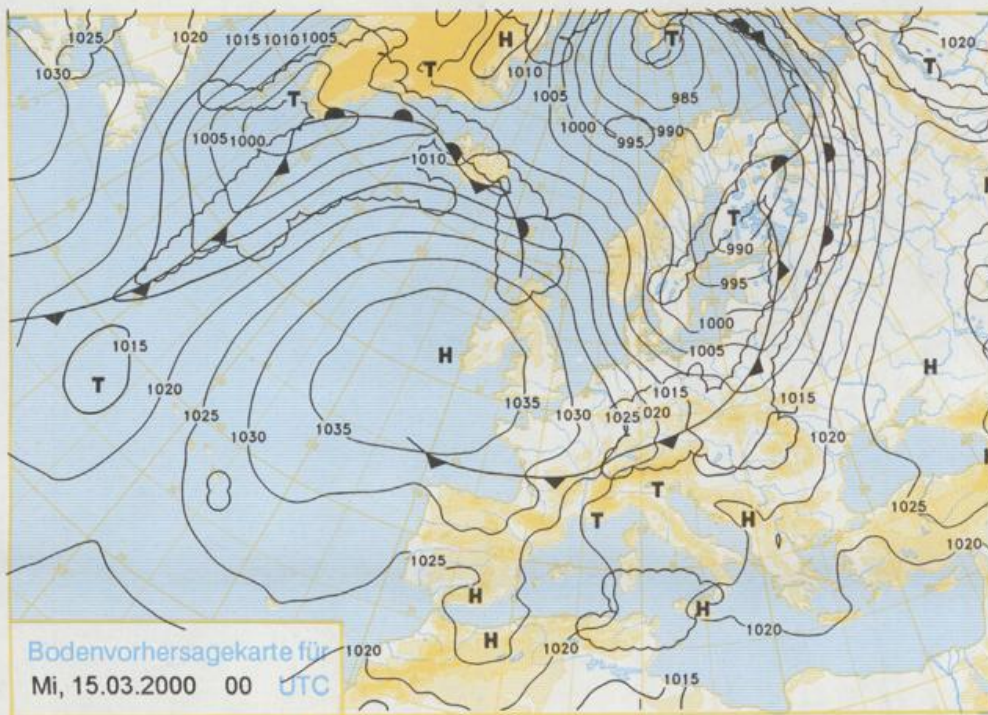 1025 1020 1015 1010 1005 H T 1020
1030 T 1010 T
T 985
1005 1005
1000 1000 990
995
1010
T
990
995
1000
1015 H 1005
T H
1020 1015 1015
1025 1035 1030 1025 1020
1030 1035 1020
T
H 1025
T
1025 1020
H H
H 1020 1020
1020 1020
1015
Bodenvorhersagekarte für
Mi, 15.03.2000 00 UTC